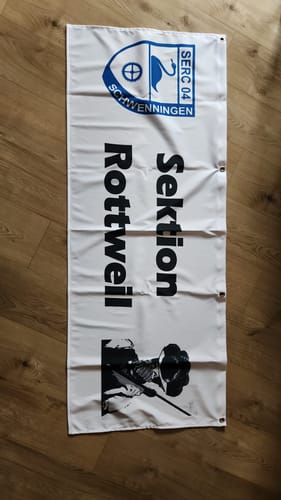 SERC 04
SCHWENNINGEN
Sektion
Rottweil